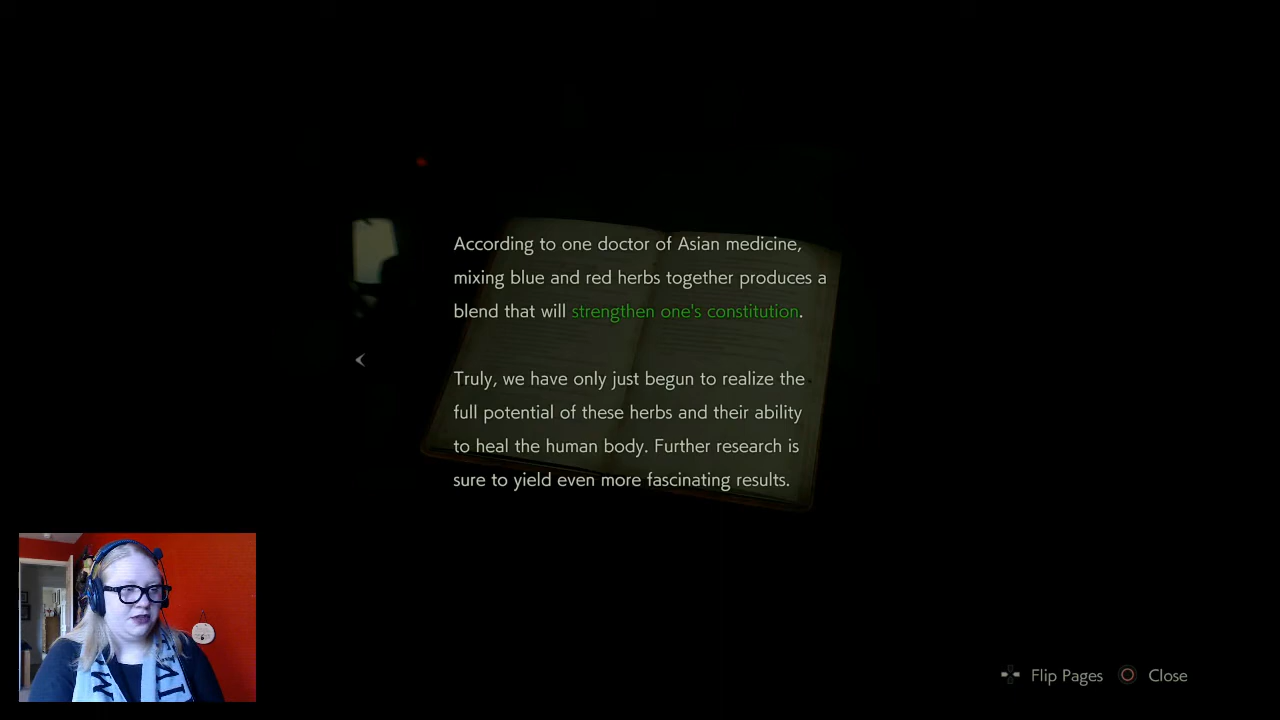 According to one doctor of Asian medicine,
mixing blue and red herbs together produces a
blend that will strengthen one's constitution.
Truly, we have only just begun to realize the
full potential of these herbs and their ability
to heal the human body. Further research is
sure to yield even more fascinating results.
Flip Pages Close